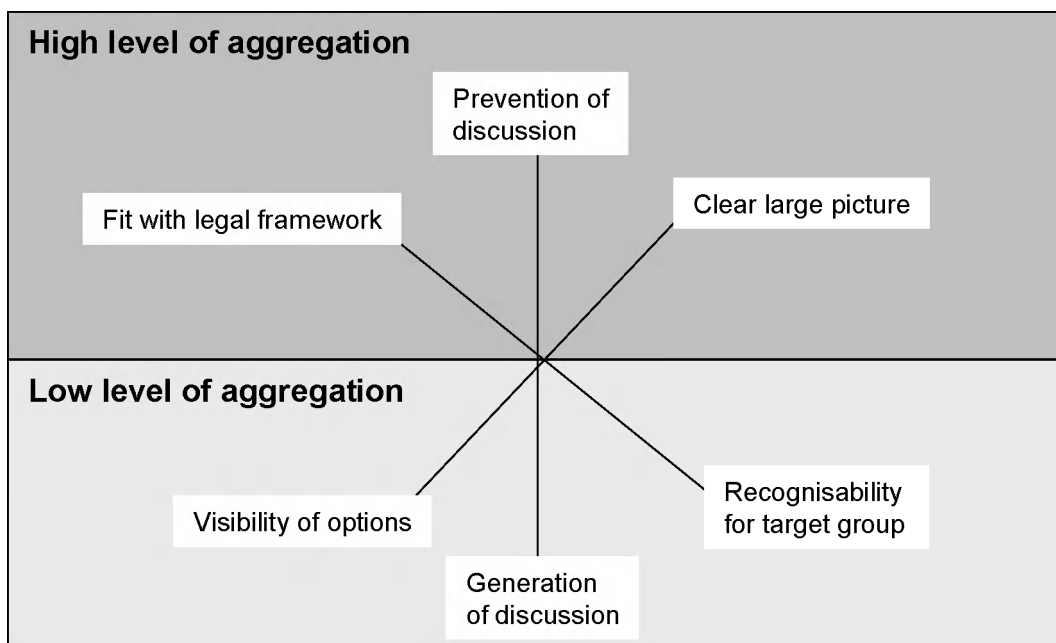 High level of aggregation
Prevention of
discussion
Fit with legal framework
Clear large picture
Low level of aggregation
Visibility of options
Recognisability
for target group
Generation
of discussion